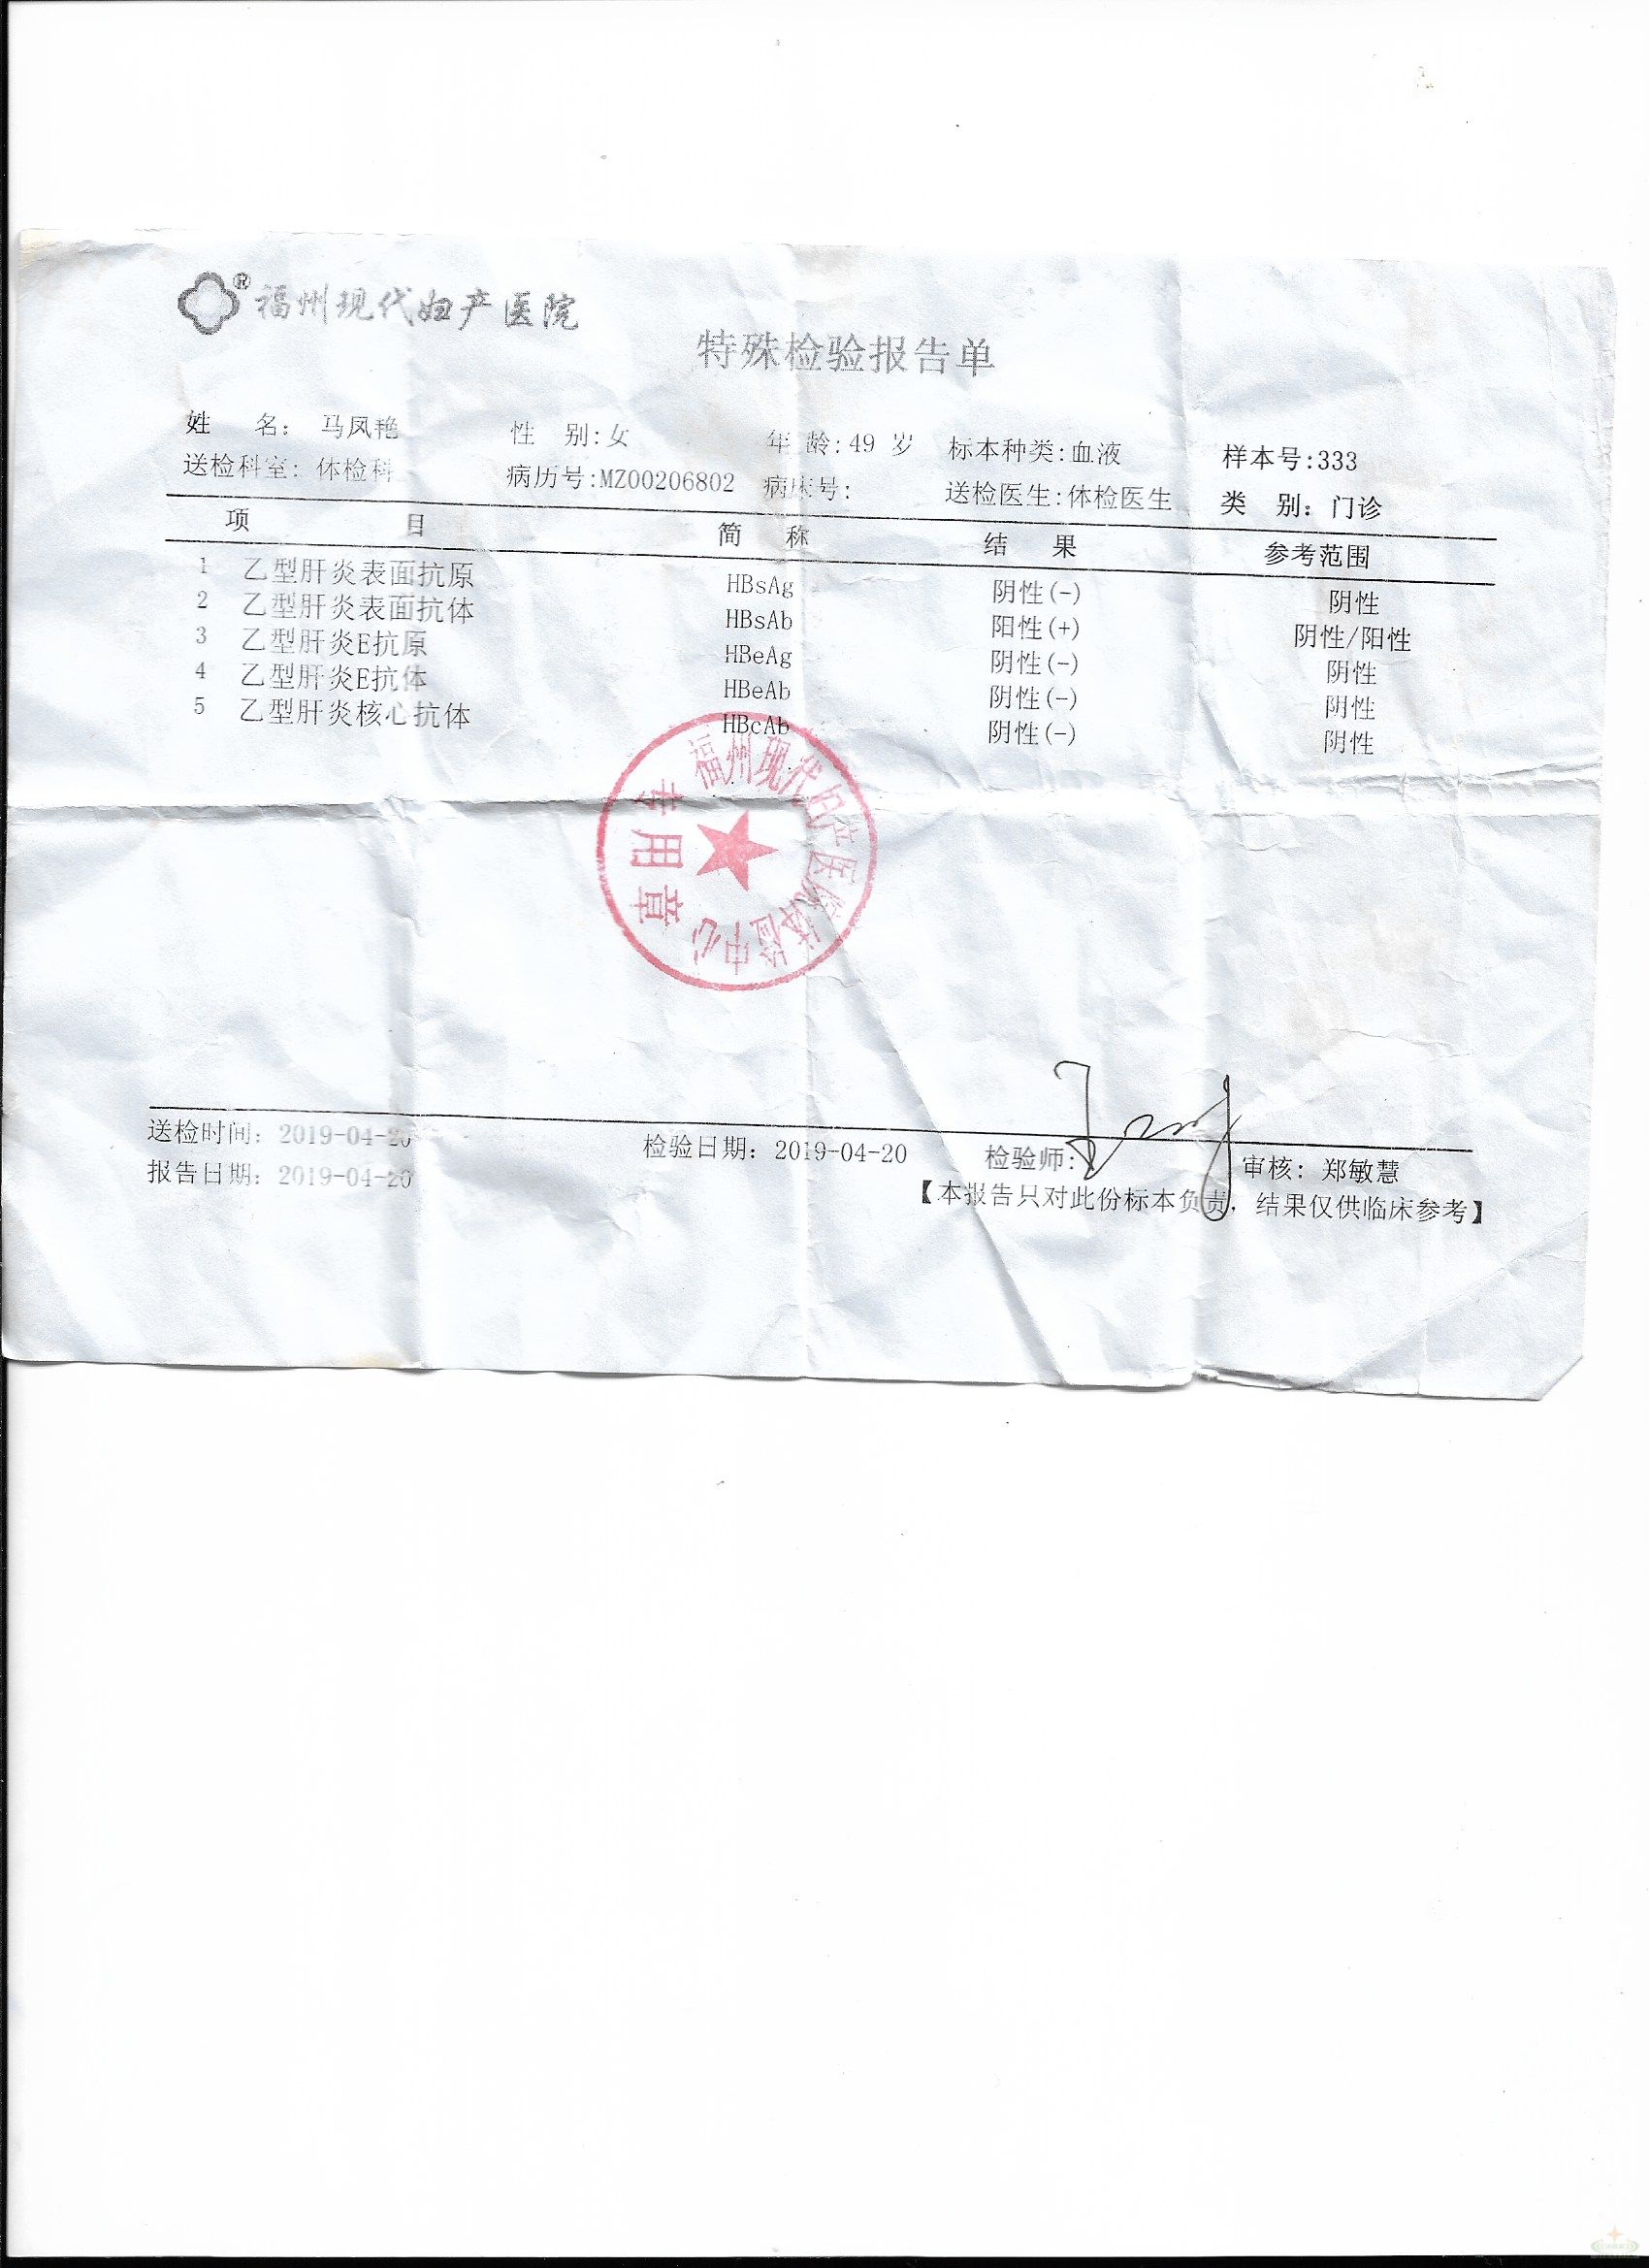 ® 福州现代妇产医院
特殊检验报告单
姓 名: 马凤艳 性 别:女 年 龄:49 岁 标本种类:血液 样本号:333
送检科室: 体检科 病历号:MZ00206802 病床号: 送检医生:体检医生 类 别: 门诊
项 目 简 称 结 果 参考范围
1 乙型肝炎表面抗原 HBsAg 阴性(-) 阴性
2 乙型肝炎表面抗体 HBsAb 阳性(+) 阴性/阳性
3 乙型肝炎E抗原 HBeAg 阴性(-) 阴性
4 乙型肝炎E抗体 HBeAb 阴性(-) 阴性
5 乙型肝炎核心抗体 HBcAb 阴性(-) 阴性
福州现代妇产医院体检中心
专用章
送检时间: 2019-04-20 检验日期: 2019-04-20 检验师: 审核: 郑敏慧
报告日期: 2019-04-20 【本报告只对此份标本负责, 结果仅供临床参考】